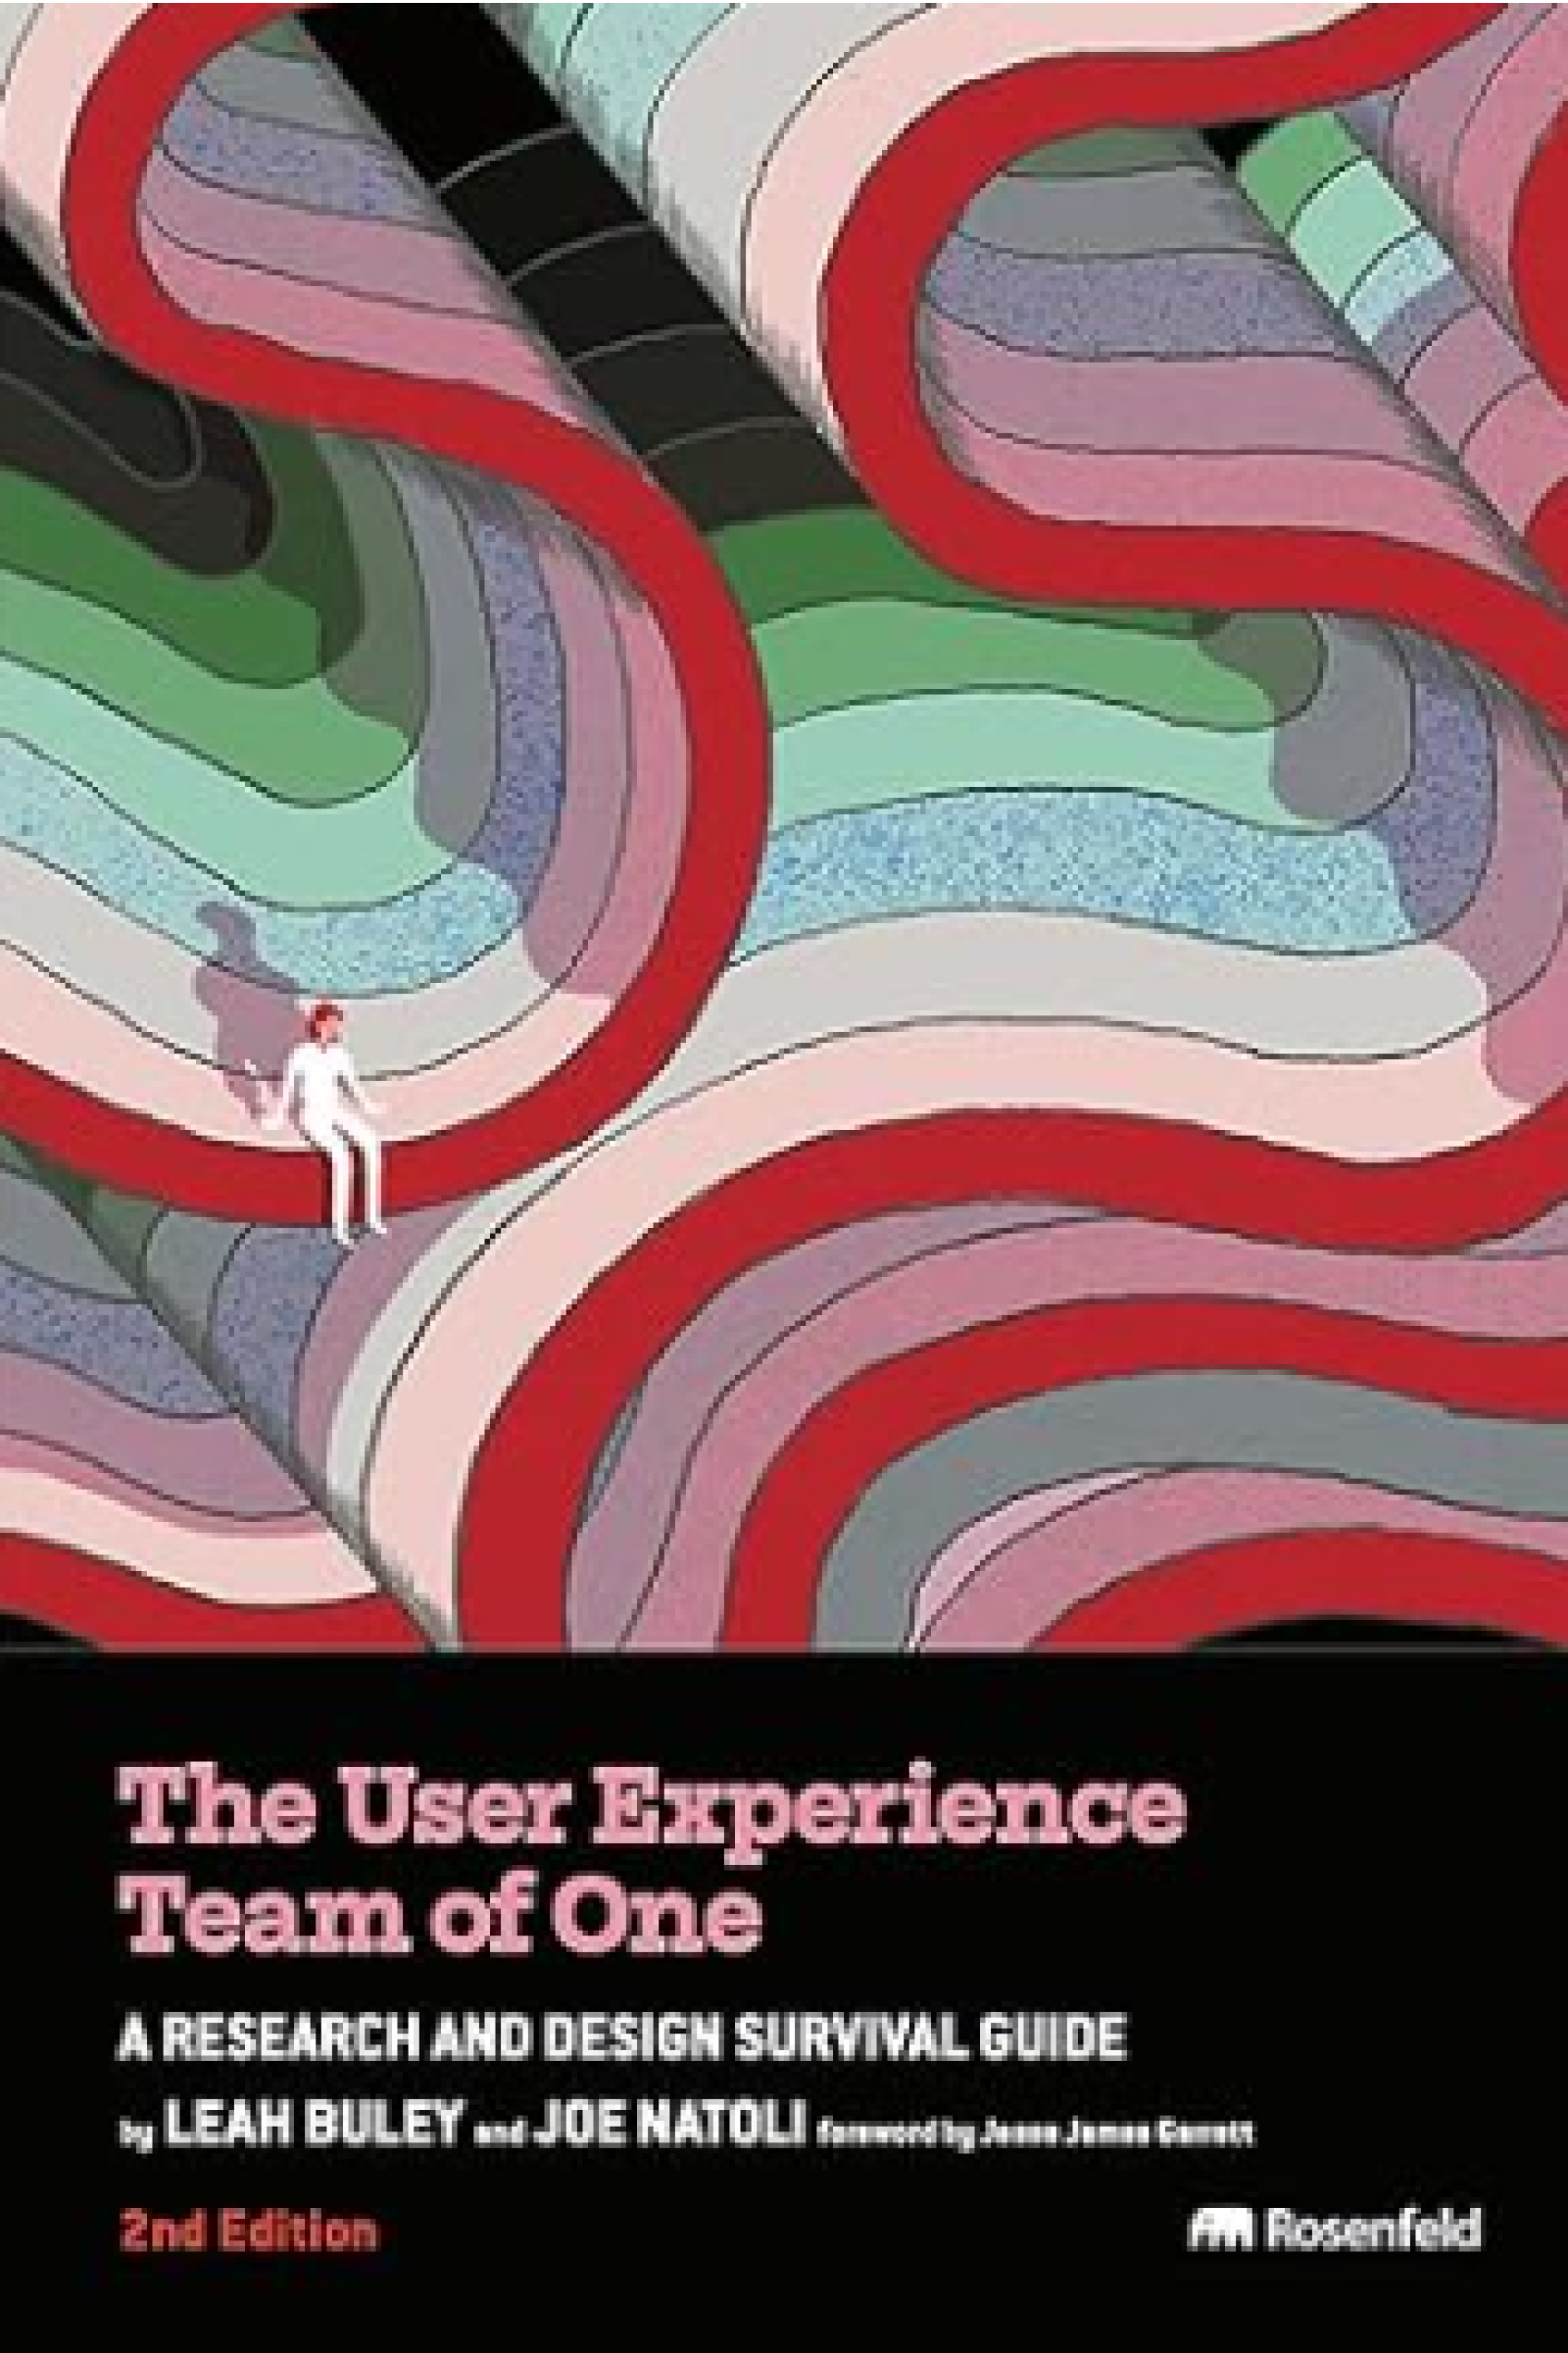 The User Experience
Team of One
A RESEARCH AND DESIGN SURVIVAL GUIDE
by LEAH BULEY and JOE NATOLI foreword by Jesse James Garrett
2nd Edition
Rosenfeld